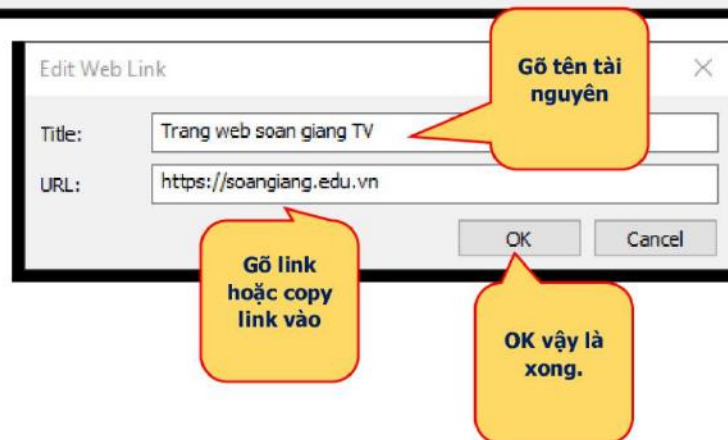 Edit Web Link
Gõ tên tài
nguyên
Title:
Trang web soan giang TV
URL:
https://soangiang.edu.vn
OK
Cancel
Gõ link
hoặc copy
link vào
OK vậy là
xong.